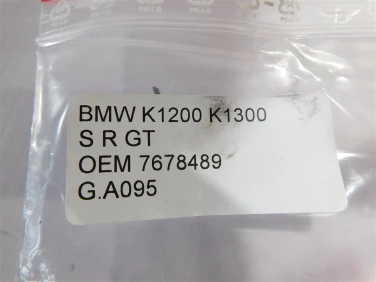 BMW K1200 K1300
S R GT
OEM 7678489
G.A095